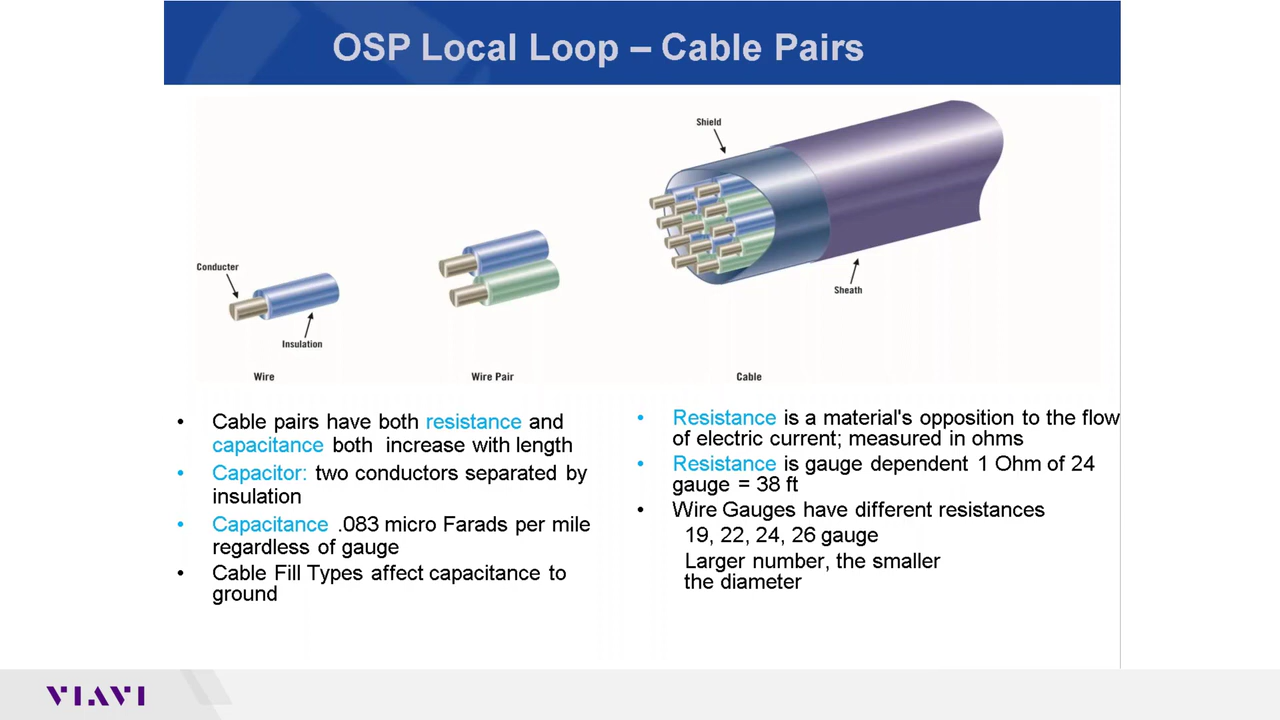 OSP Local Loop – Cable Pairs
Shield
Conducter
Insulation
Sheath
Wire
Wire Pair
Cable
• Cable pairs have both resistance and
capacitance both increase with length
• Capacitor: two conductors separated by
insulation
• Capacitance .083 micro Farads per mile
regardless of gauge
• Cable Fill Types affect capacitance to
ground
• Resistance is a material's opposition to the flow
of electric current; measured in ohms
• Resistance is gauge dependent 1 Ohm of 24
gauge = 38 ft
• Wire Gauges have different resistances
19, 22, 24, 26 gauge
Larger number, the smaller
the diameter
VIAVI